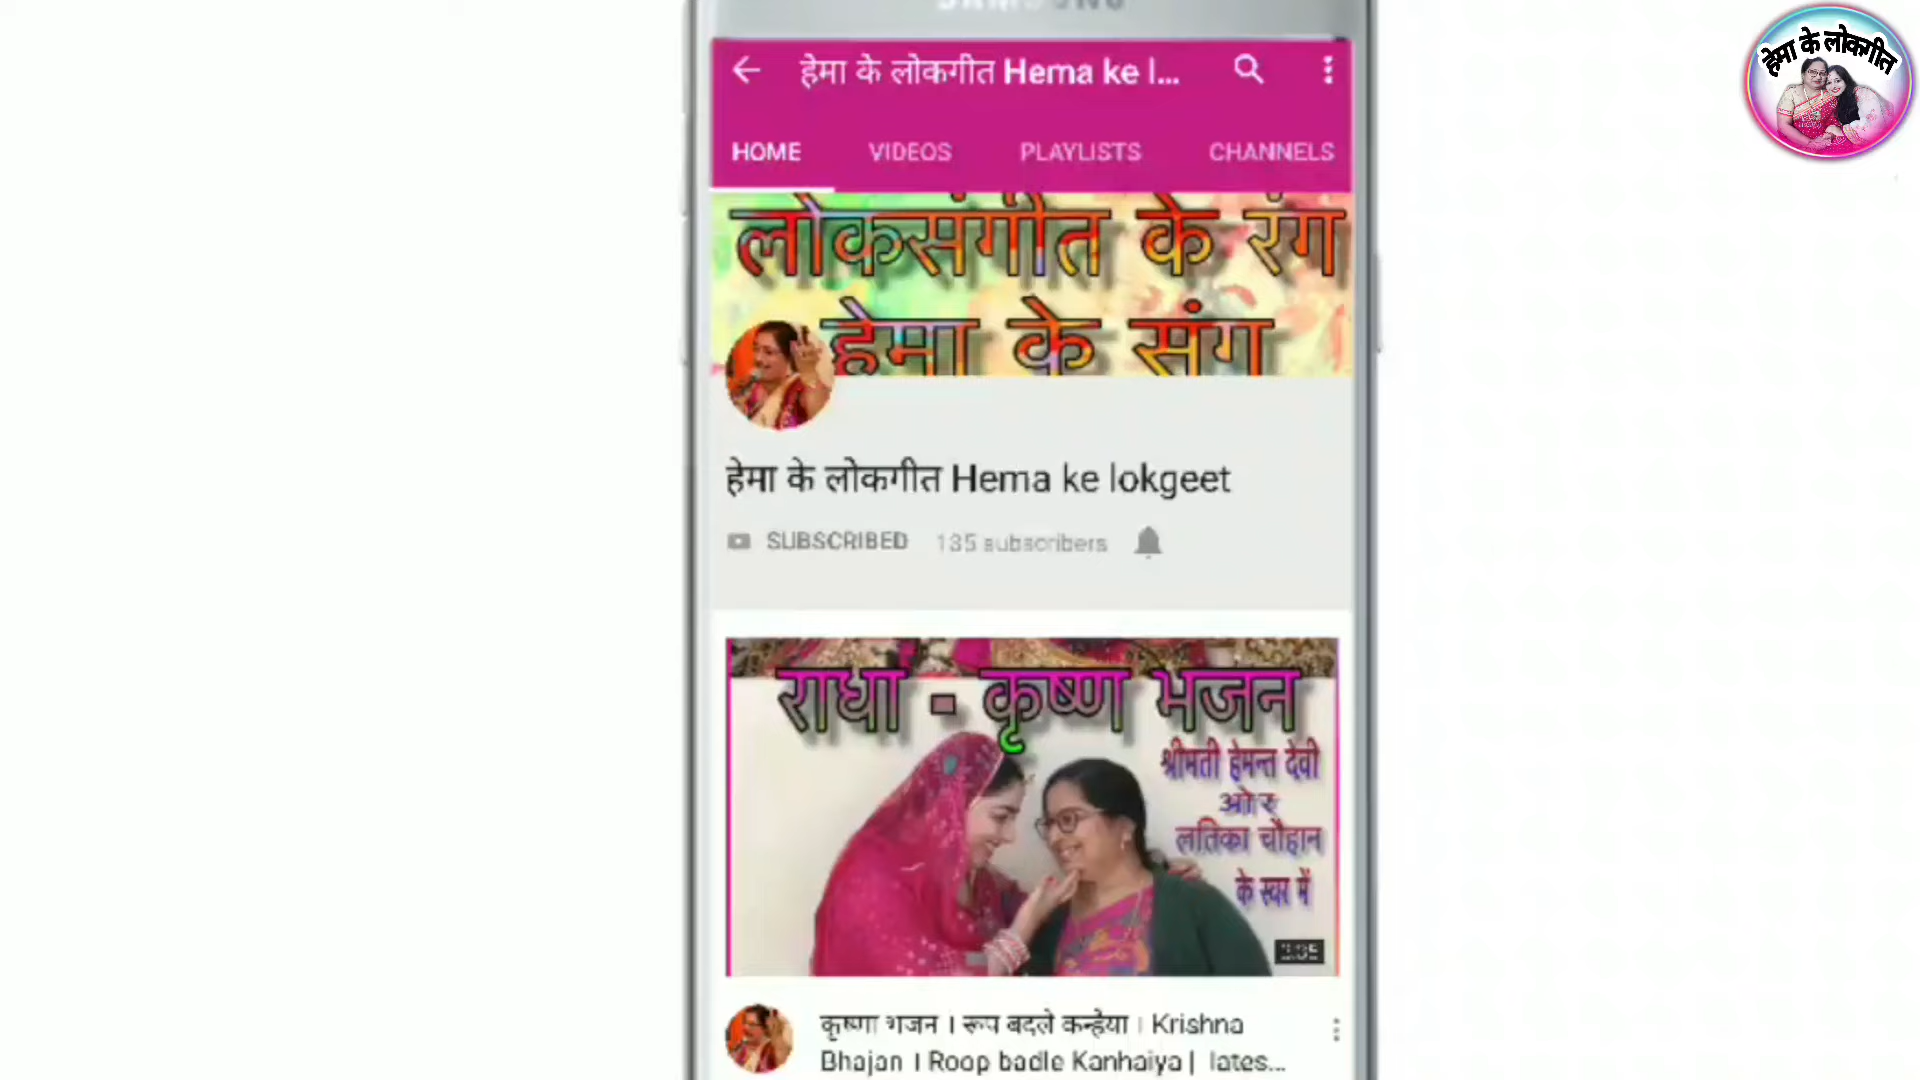 हेमा के लोकगीत
हेमा के लोकगीत Hema ke l...
HOME VIDEOS PLAYLISTS CHANNELS
लोकसंगीत के रंग
हेमा के संग
हेमा के लोकगीत Hema ke lokgeet
SUBSCRIBED 135 subscribers
राधा - कृष्ण भजन
श्रीमती हेमन्त देवी
ओर
लतिका चौहान
के स्वर में
कृष्णा भजन । रूप बदले कन्हैया । Krishna
Bhajan । Roop badle Kanhaiya | lates...